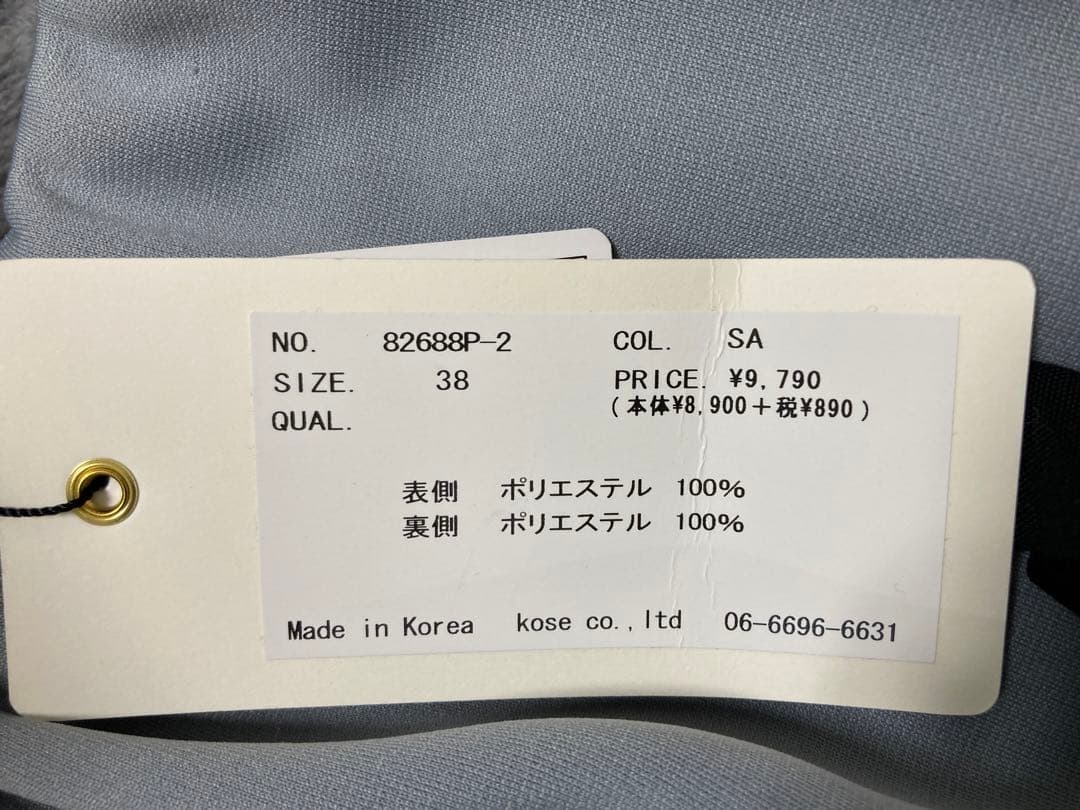 NO. 82688P-2 COL. SA
SIZE. 38 PRICE. ¥9,790
QUAL. (本体¥8,900+税¥890)
表側 ポリエステル 100%
裏側 ポリエステル 100%
Made in Korea kose co.,ltd 06-6696-6631